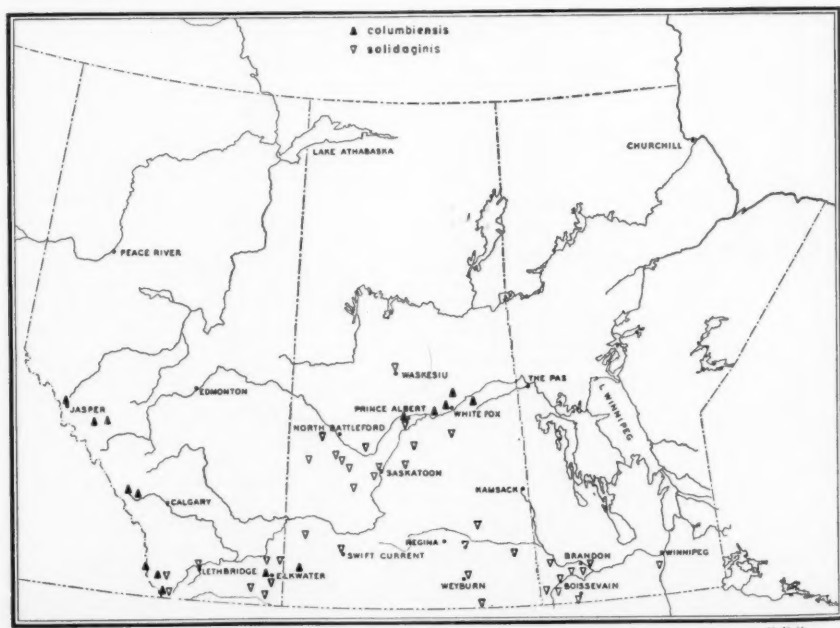 columbiensis
solidaginis
LAKE ATHABASKA
CHURCHILL
PEACE RIVER
WASKESIU
THE PAS
JASPER
EDMONTON
PRINCE ALBERT
WHITE FOX
L. WINNIPEG
NORTH BATTLEFORD
SASKATOON
CALGARY
KAMSACK
REGINA
SWIFT CURRENT
BRANDON
WINNIPEG
LETHBRIDGE
ELKWATER
WEYBURN
BOISSEVAIN